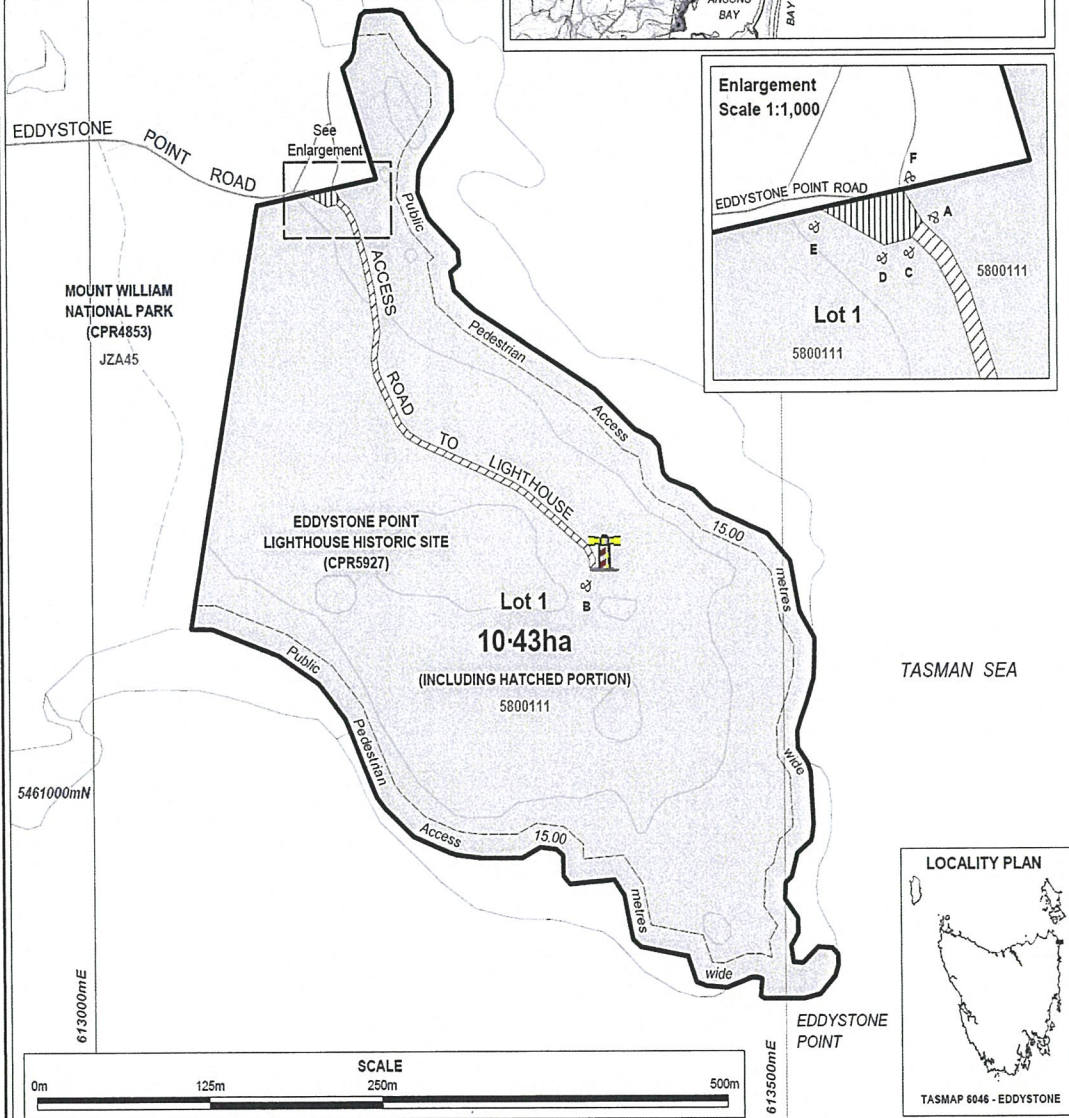 ANSONS
BAY
BAY
Enlargement
Scale 1:1,000
F
EDDYSTONE POINT ROAD
A
E
D
C
5800111
Lot 1
5800111
EDDYSTONE POINT ROAD
See
Enlargement
Public
ACCESS ROAD TO LIGHTHOUSE
MOUNT WILLIAM
NATIONAL PARK
(CPR4853)
JZA45
Pedestrian
Access
15.00
metres
wide
EDDYSTONE POINT
LIGHTHOUSE HISTORIC SITE
(CPR5927)
B
Lot 1
10·43ha
(INCLUDING HATCHED PORTION)
5800111
TASMAN SEA
Public
Pedestrian
Access
15.00
metres
wide
5461000mN
613000mE
EDDYSTONE
POINT
613500mE
LOCALITY PLAN
TASMAP 6046 - EDDYSTONE
SCALE
0m 125m 250m 500m